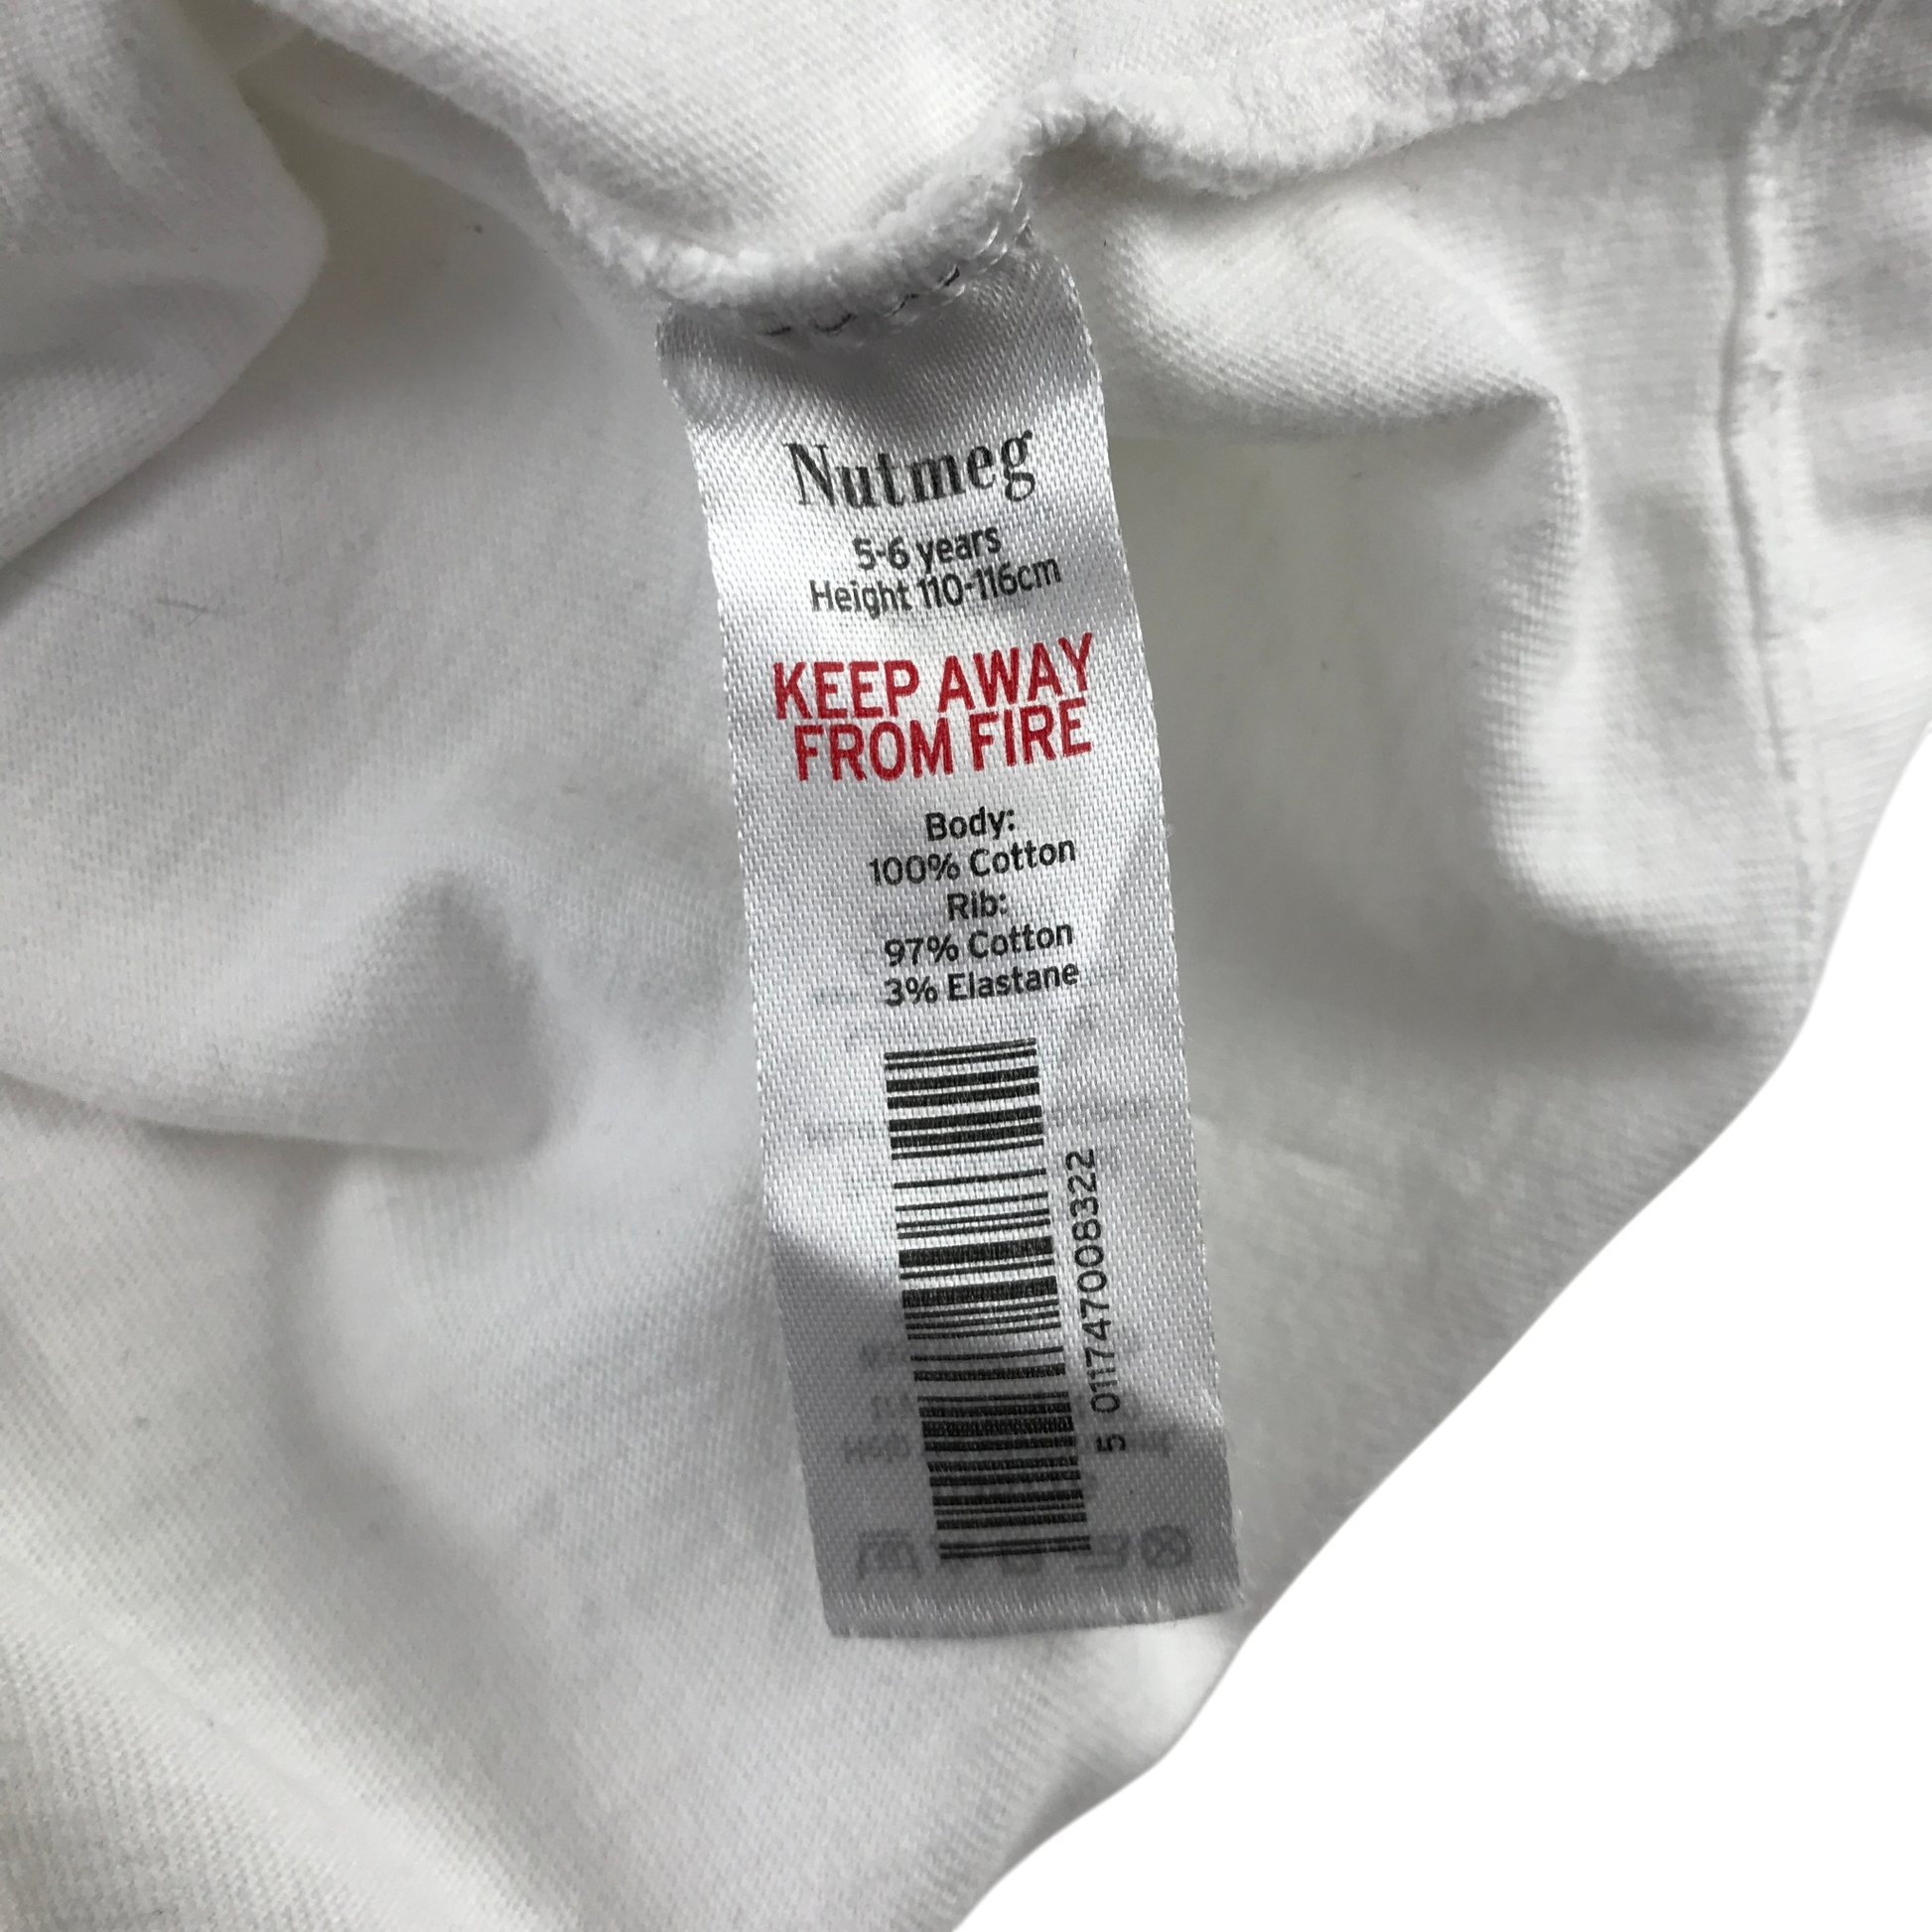 Nutmeg
5-6 years
Height 110-116cm
KEEP AWAY
FROM FIRE
Body:
100% Cotton
Rib:
97% Cotton
3% Elastane
5 011747008322